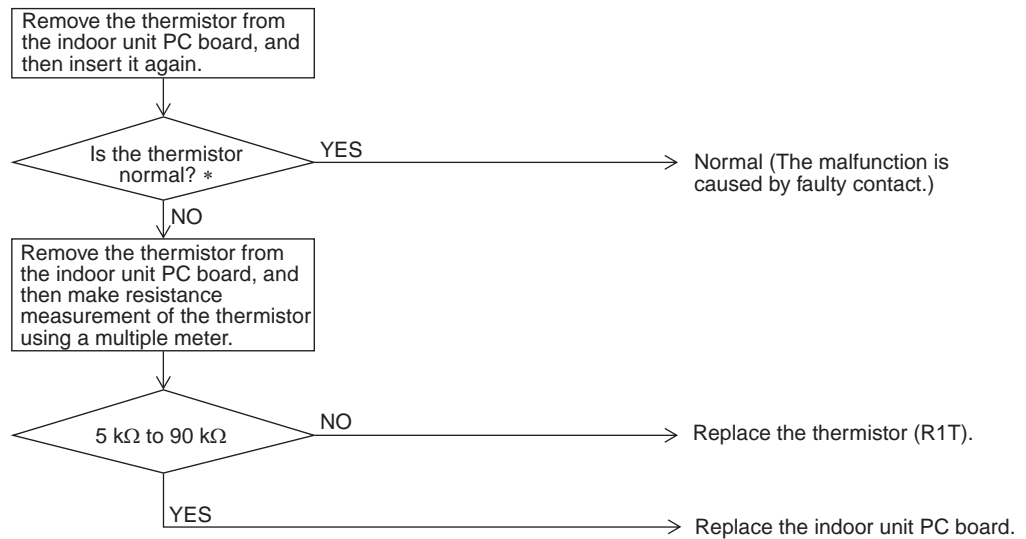 Remove the thermistor from
the indoor unit PC board, and
then insert it again.
Is the thermistor
normal? *
YES
Normal (The malfunction is
caused by faulty contact.)
NO
Remove the thermistor from
the indoor unit PC board, and
then make resistance
measurement of the thermistor
using a multiple meter.
5 kΩ to 90 kΩ
NO
Replace the thermistor (R1T).
YES
Replace the indoor unit PC board.